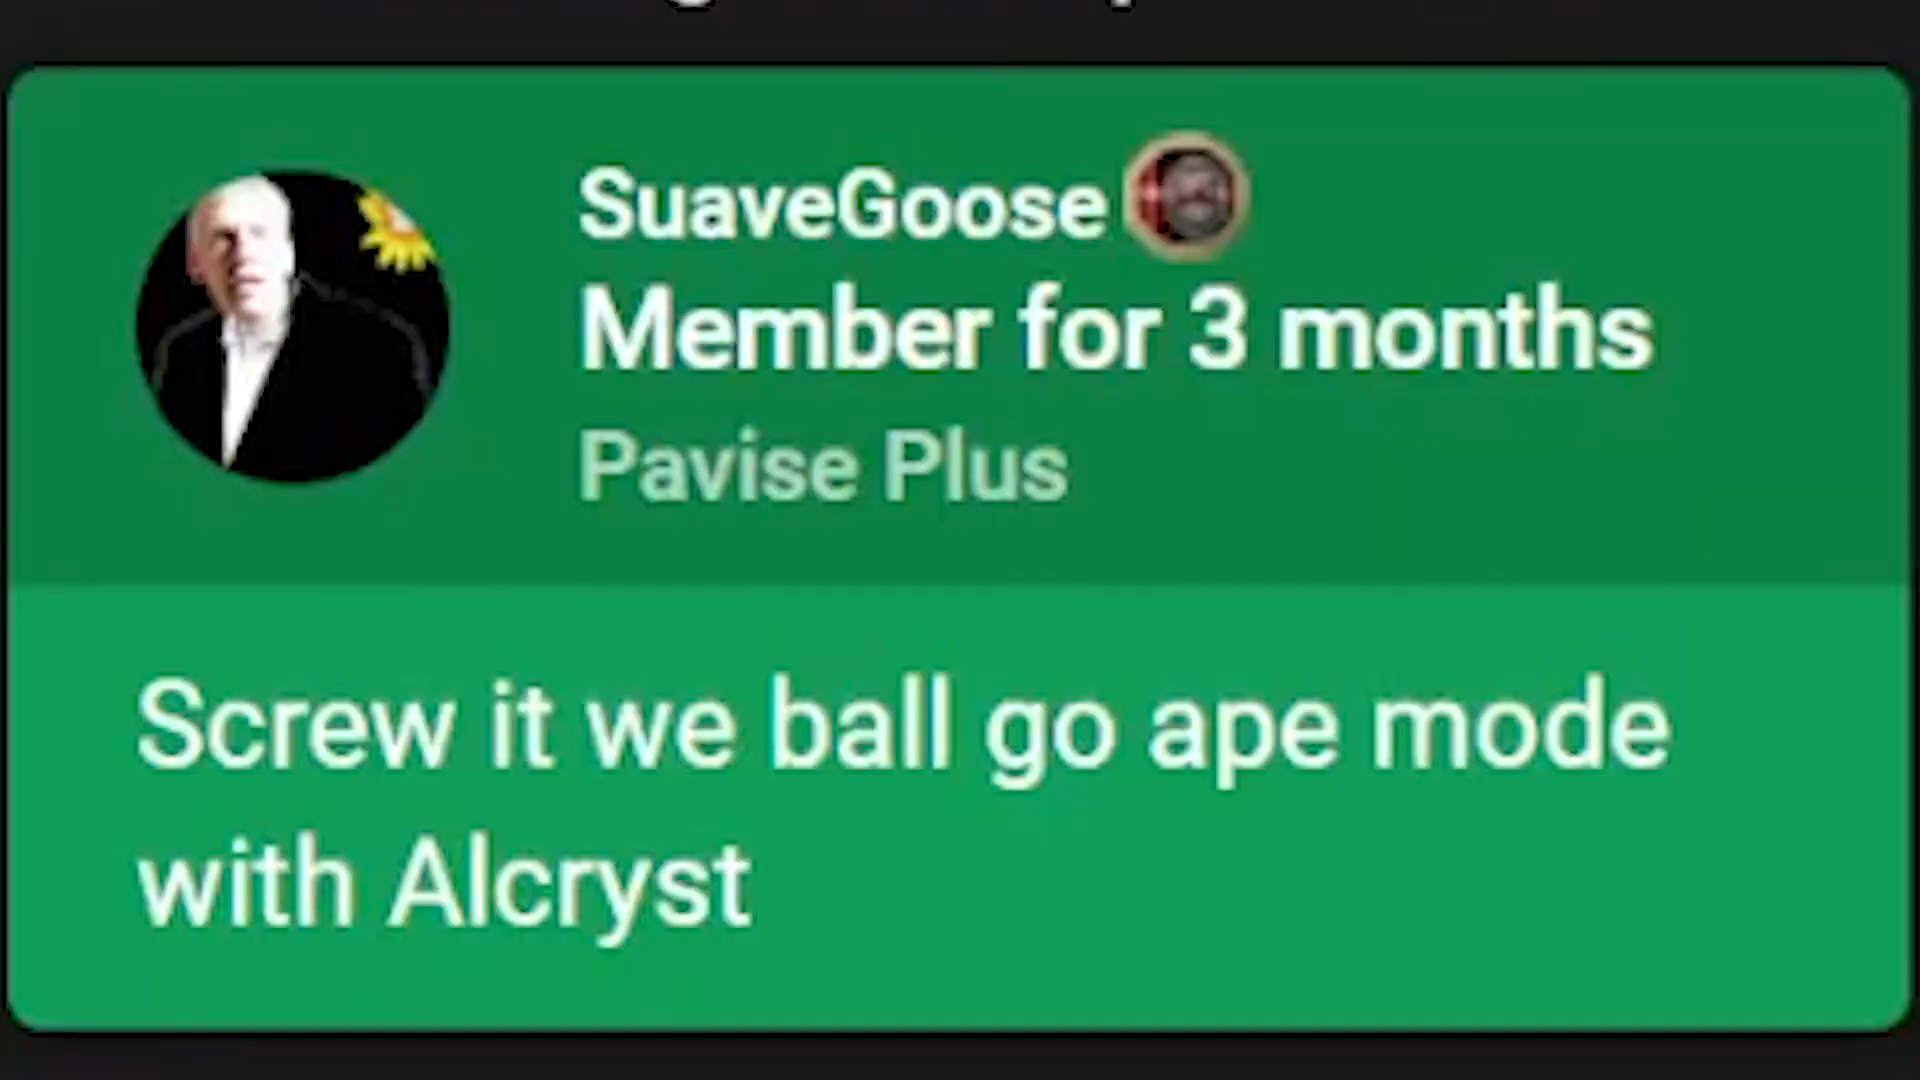 SuaveGoose
Member for 3 months
Pavise Plus
Screw it we ball go ape mode
with Alcryst